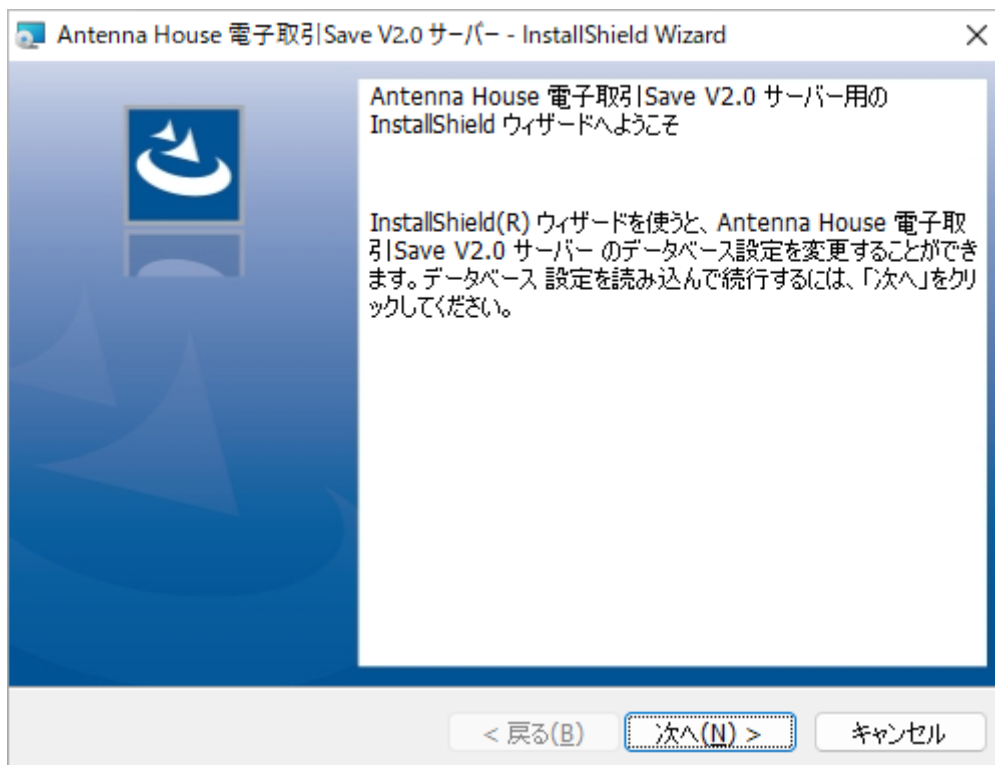 Antenna House 電子取引Save V2.0 サーバー - InstallShield Wizard
Antenna House 電子取引Save V2.0 サーバー用の
InstallShield ウィザードへようこそ
InstallShield(R) ウィザードを使うと、Antenna House 電子取
引Save V2.0 サーバー のデータベース設定を変更することができ
ます。データベース 設定を読み込んで続行するには、「次へ」をクリ
ックしてください。
< 戻る(B)
次へ(N) >
キャンセル